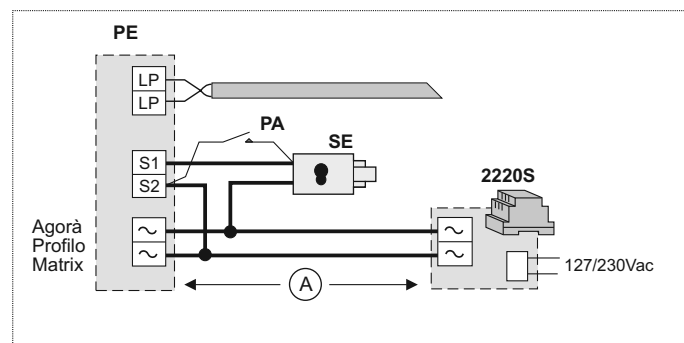 PE
LP
LP
PA
SE
S1
S2
2220S
Agorà
Profilo
Matrix
~
~
~
~
127/230Vac
A